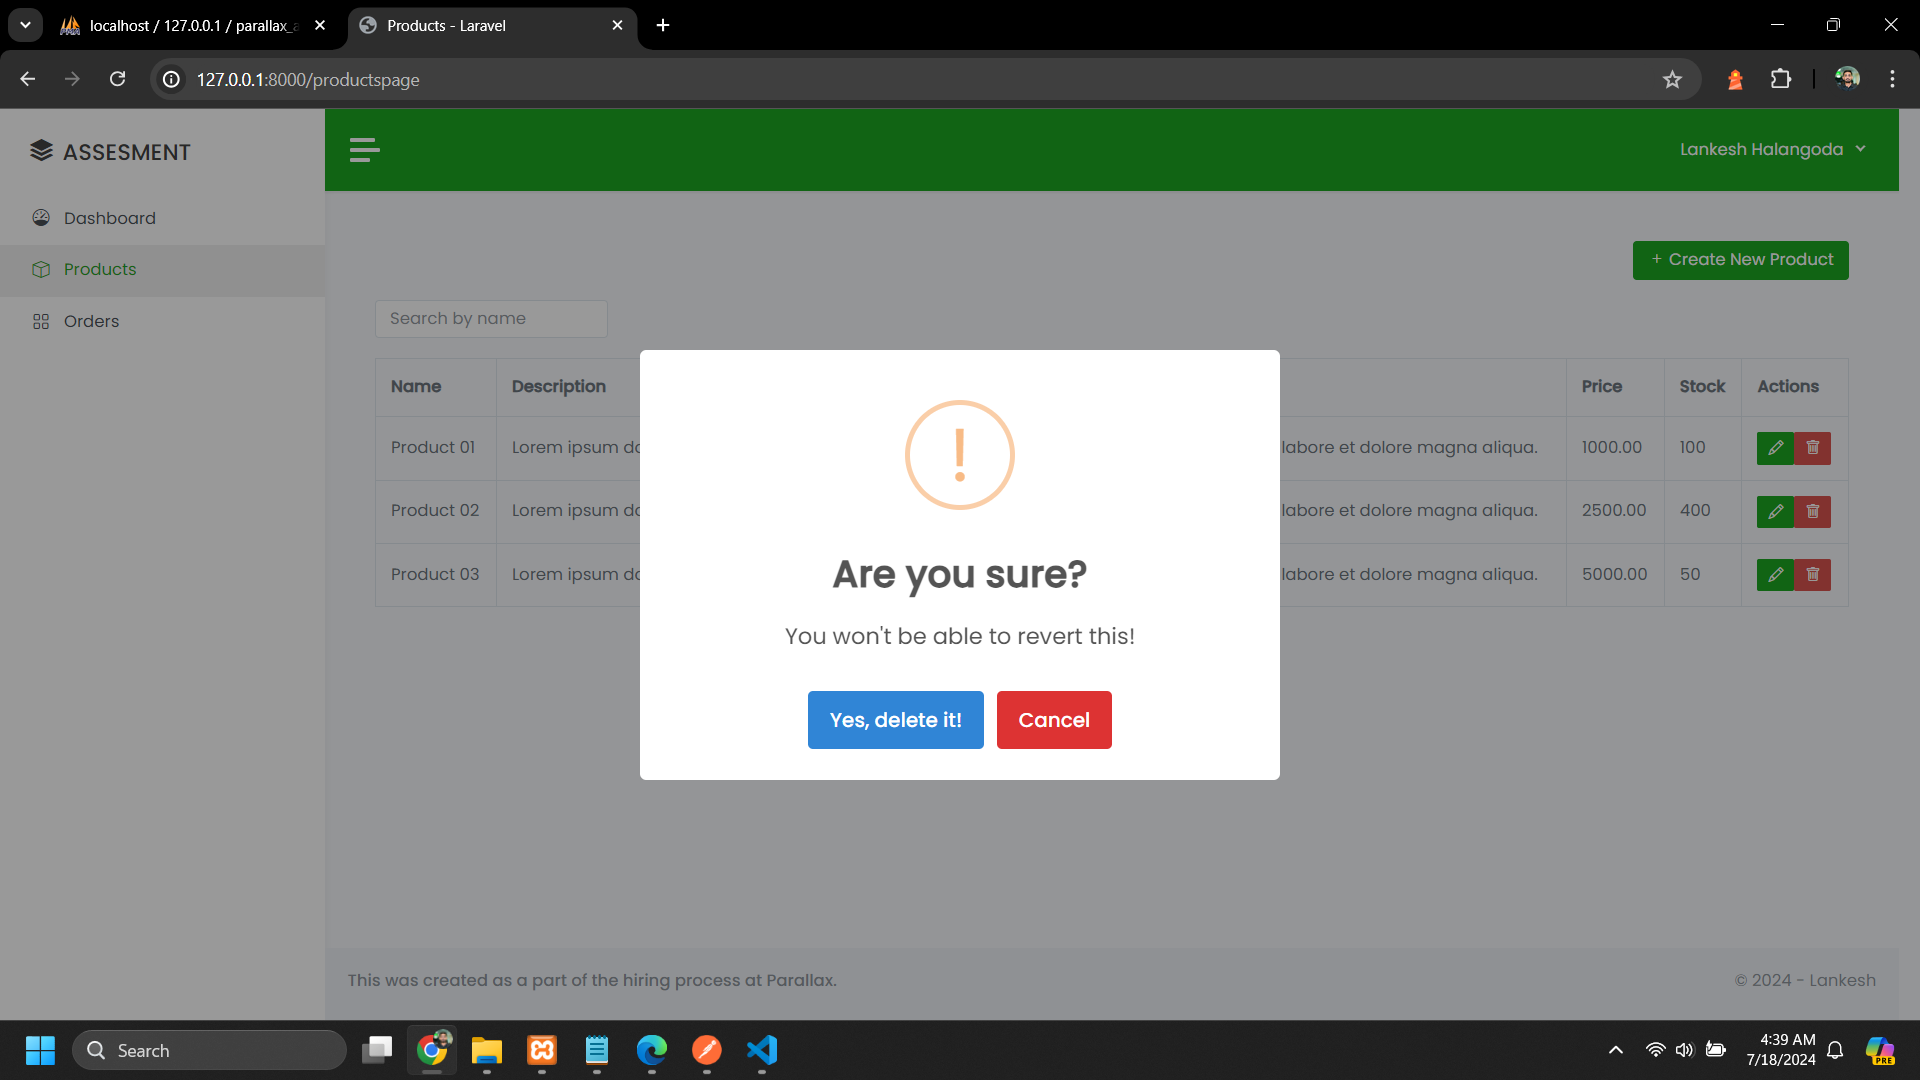 localhost / 127.0.0.1 / parallax_a
Products - Laravel
127.0.0.1:8000/productspage
ASSESMENT
Lankesh Halangoda
Dashboard
Products
Orders
+ Create New Product
Search by name
Name Description Price Stock Actions
Product 01 Lorem ipsum do labore et dolore magna aliqua. 1000.00 100
Product 02 Lorem ipsum do labore et dolore magna aliqua. 2500.00 400
Product 03 Lorem ipsum do labore et dolore magna aliqua. 5000.00 50
!
Are you sure?
You won't be able to revert this!
Yes, delete it! Cancel
This was created as a part of the hiring process at Parallax.
© 2024 - Lankesh
Search
4:39 AM
7/18/2024
PRE